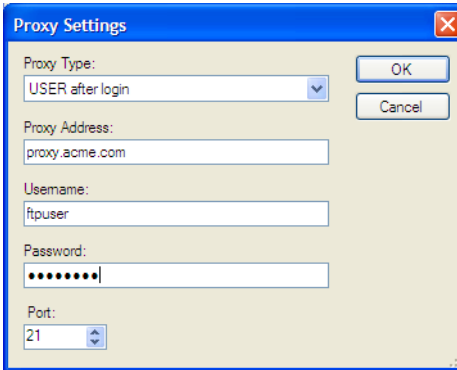 Proxy Settings
Proxy Type:
OK
USER after login
Cancel
Proxy Address:
proxy.acme.com
Username:
ftpuser
Password:
••••••••
Port:
21